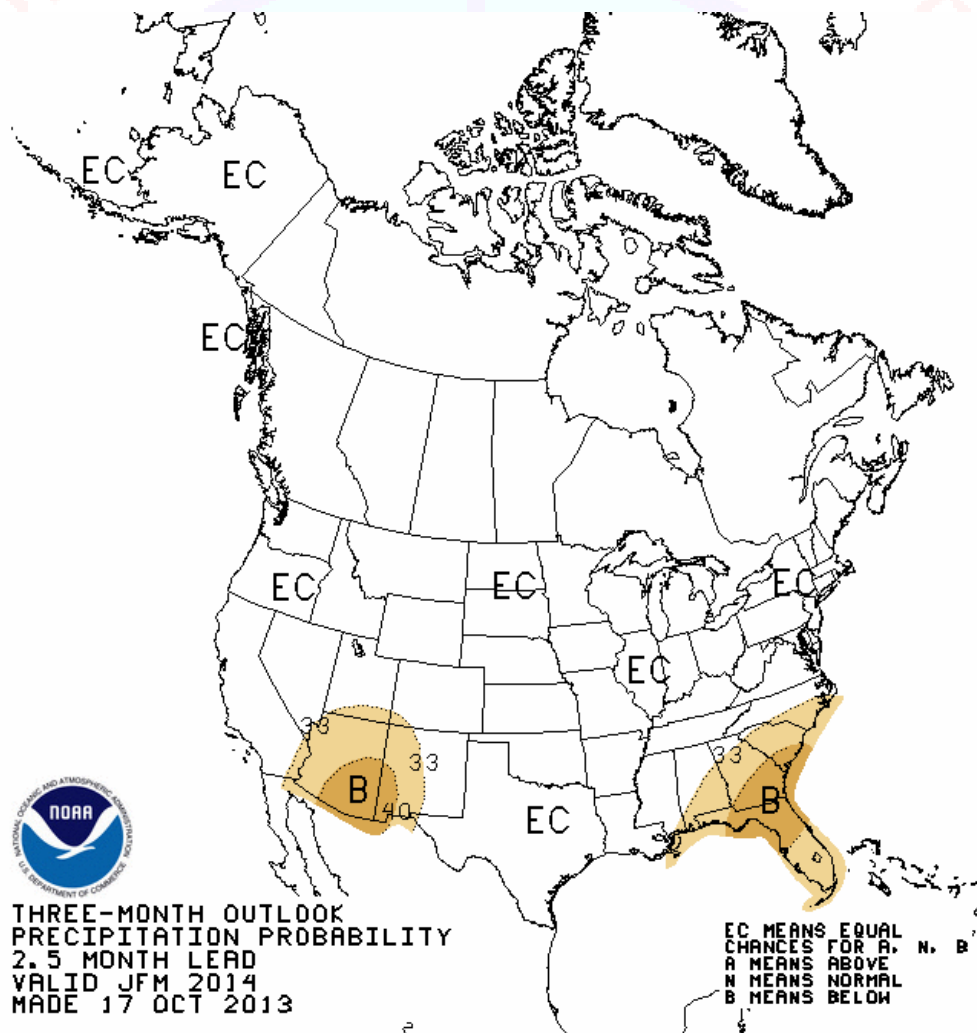 EC
EC
EC
EC
EC
EC
EC
33
33
33
B
40
B
EC
NATIONAL OCEANIC AND ATMOSPHERIC ADMINISTRATION
NOAA
U.S. DEPARTMENT OF COMMERCE
THREE-MONTH OUTLOOK
PRECIPITATION PROBABILITY
2.5 MONTH LEAD
VALID JFM 2014
MADE 17 OCT 2013
EC MEANS EQUAL
CHANCES FOR A, N, B
A MEANS ABOVE
N MEANS NORMAL
B MEANS BELOW